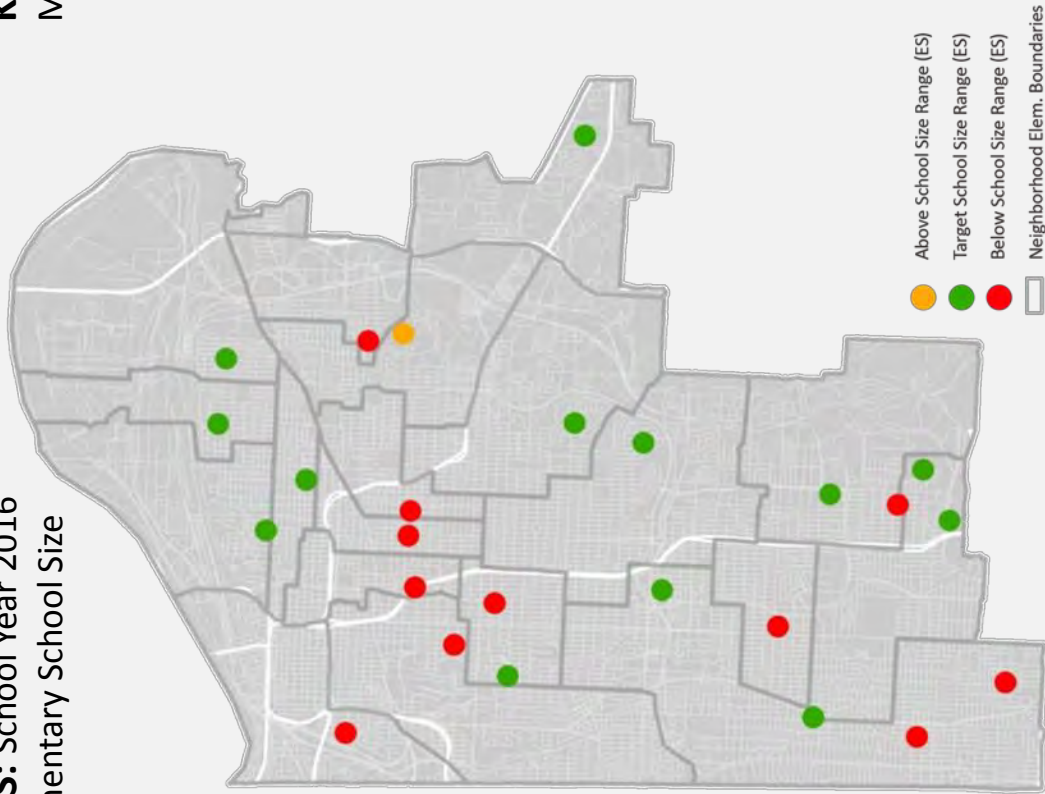 School Year 2016
School Size
Above School Size Range (ES)
Target School Size Range (ES)
Below School Size Range (ES)
Neighborhood Elem. Boundaries